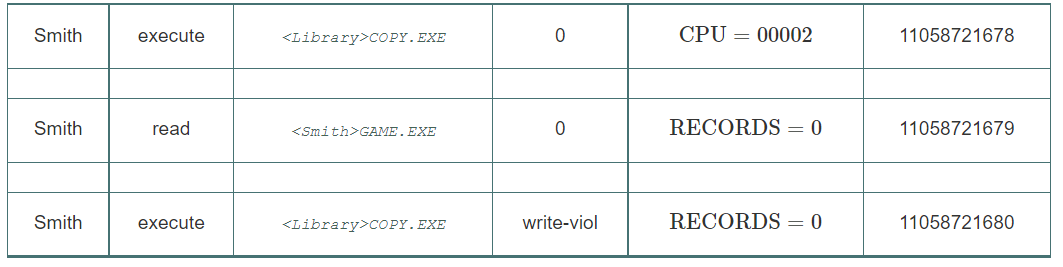 Smith execute <Library>COPY.EXE 0 CPU = 00002 11058721678
Smith read <Smith>GAME.EXE 0 RECORDS = 0 11058721679
Smith execute <Library>COPY.EXE write-viol RECORDS = 0 11058721680